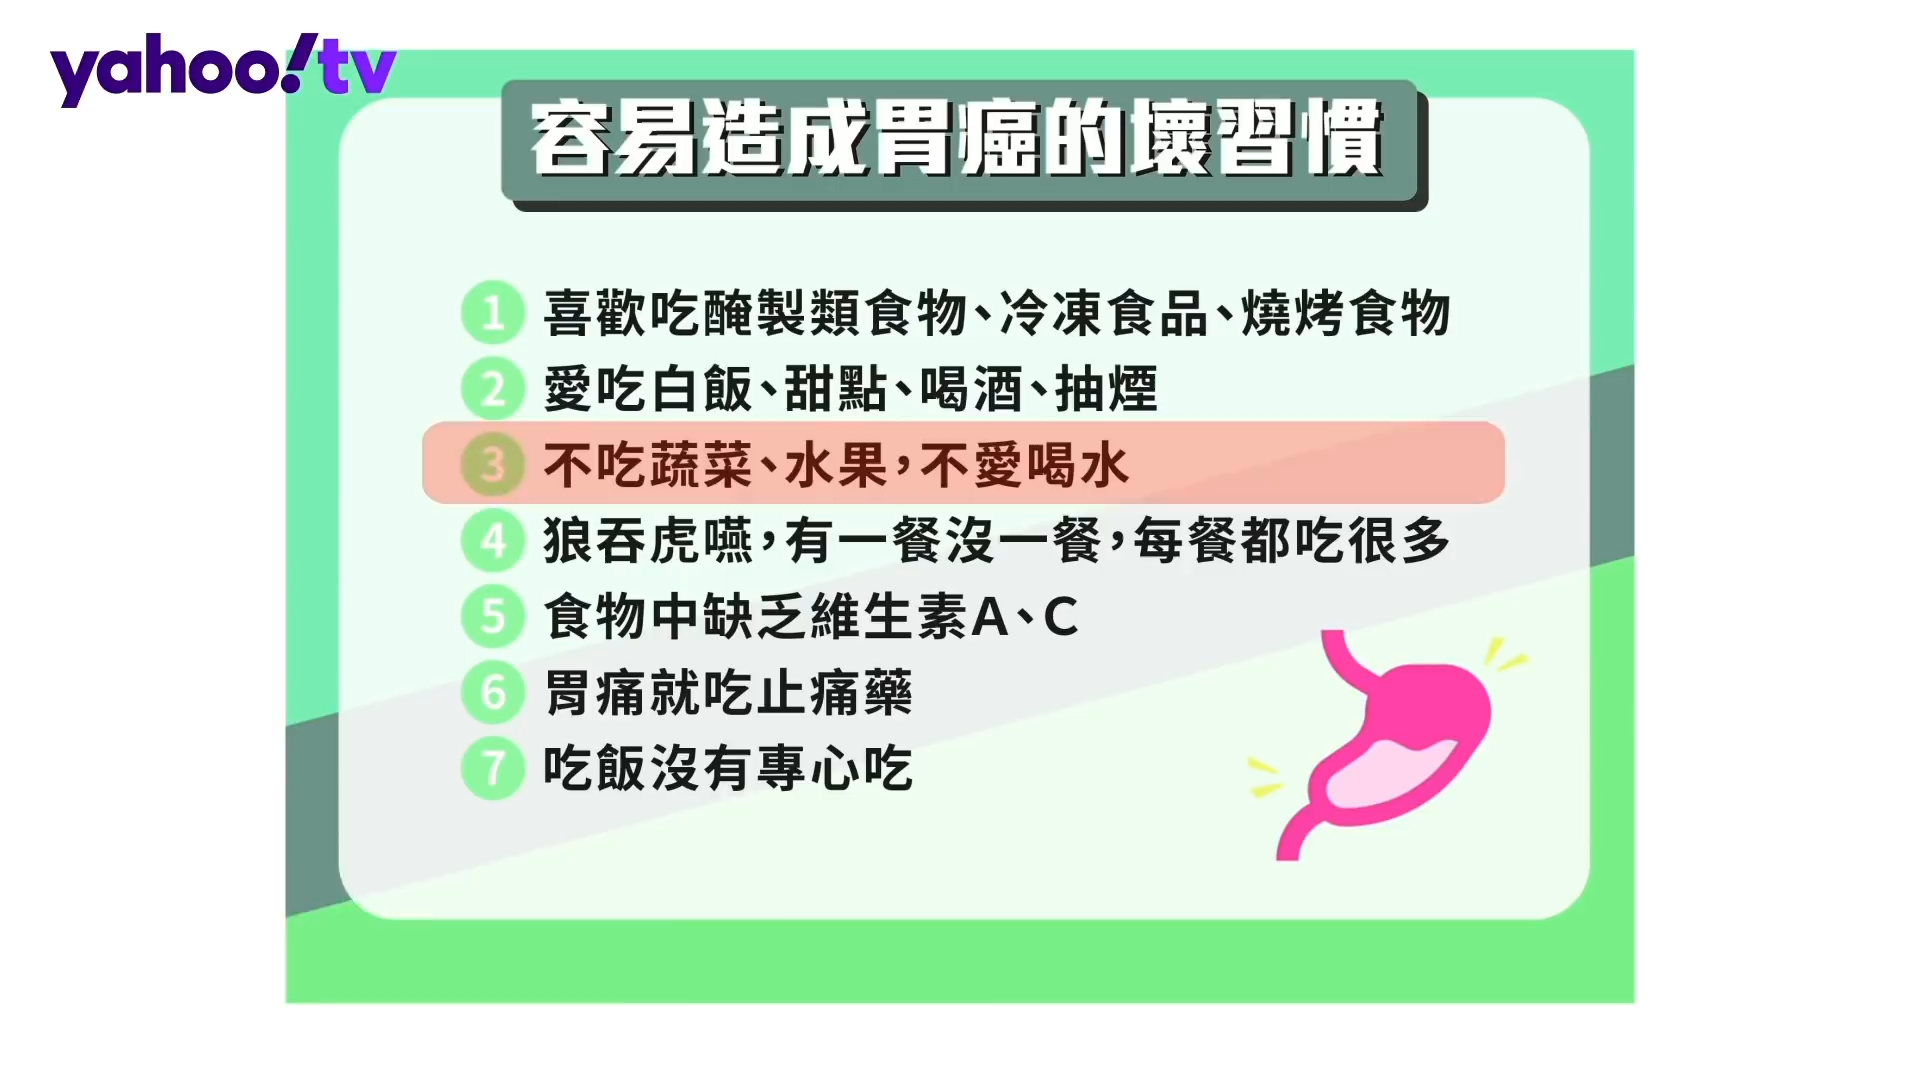 yahoo!tv
容易造成胃癌的壞習慣
1 喜歡吃醃製類食物、冷凍食品、燒烤食物
2 愛吃白飯、甜點、喝酒、抽煙
3 不吃蔬菜、水果，不愛喝水
4 狼吞虎嚥，有一餐沒一餐，每餐都吃很多
5 食物中缺乏維生素A、C
6 胃痛就吃止痛藥
7 吃飯沒有專心吃